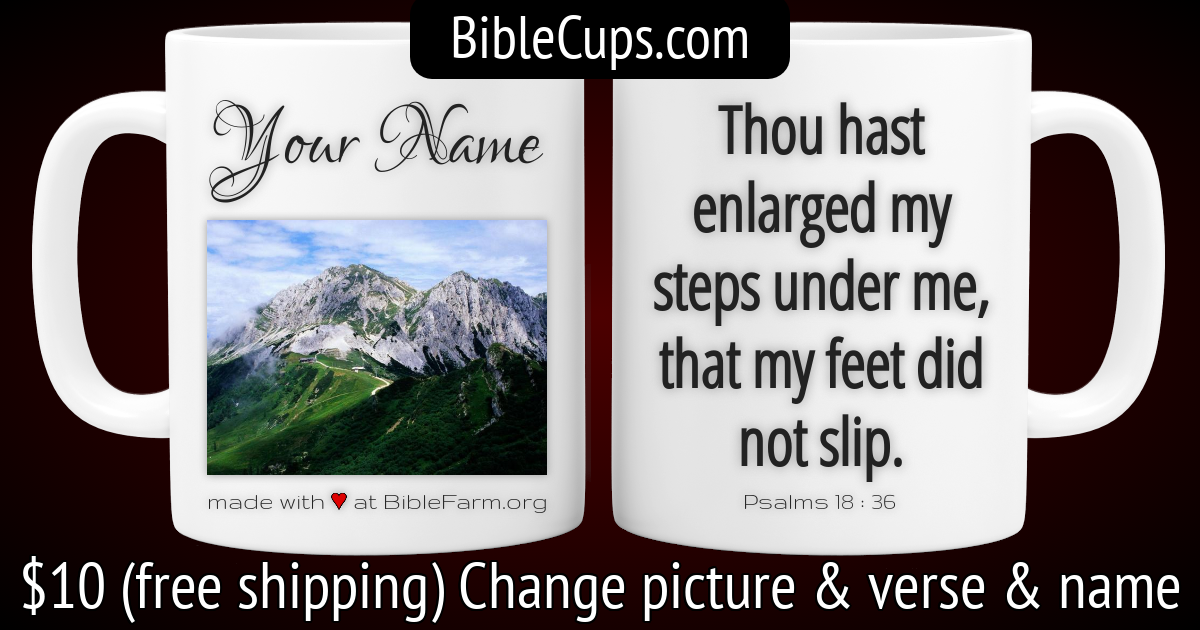 BibleCups.com
Your Name
made with ♥ at BibleFarm.org
Thou hast
enlarged my
steps under me,
that my feet did
not slip.
Psalms 18 : 36
$10 (free shipping) Change picture & verse & name